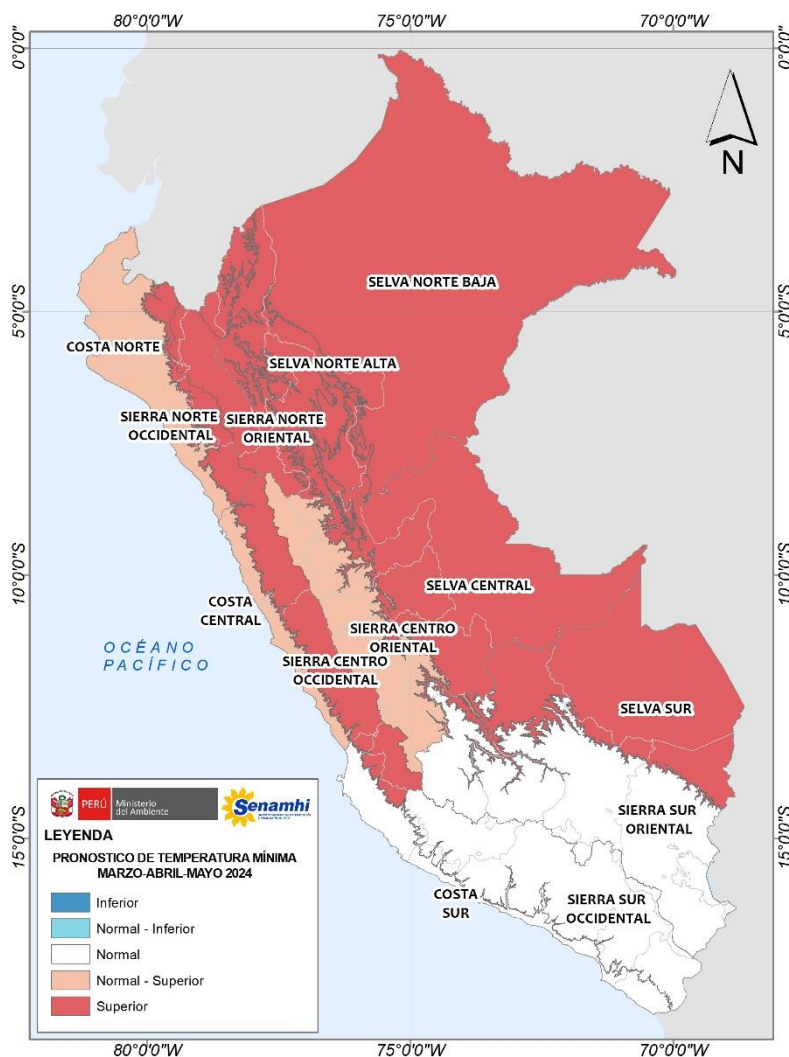 80°0'0"W 75°0'0"W 70°0'0"W
0°0'0" 0°0'0"
N
SELVA NORTE BAJA
5°0'0"S 5°0'0"S
COSTA NORTE
SELVA NORTE ALTA
SIERRA NORTE
OCCIDENTAL
SIERRA NORTE
ORIENTAL
10°0'0"S 10°0'0"S
SELVA CENTRAL
COSTA
CENTRAL
SIERRA CENTRO
ORIENTAL
OCÉANO
PACÍFICO
SIERRA CENTRO
OCCIDENTAL
SELVA SUR
SIERRA SUR
ORIENTAL
15°0'0"S 15°0'0"S
COSTA
SUR
SIERRA SUR
OCCIDENTAL
PERÚ Ministerio
del Ambiente
Senamhi
LEYENDA
PRONOSTICO DE TEMPERATURA MÍNIMA
MARZO-ABRIL-MAYO 2024
Inferior
Normal - Inferior
Normal
Normal - Superior
Superior
80°0'0"W 75°0'0"W 70°0'0"W